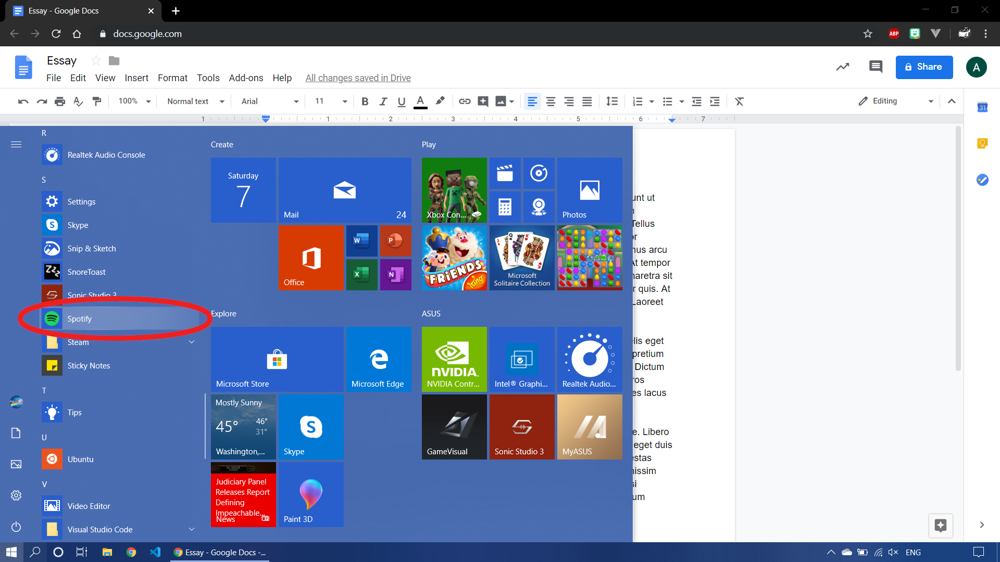 Essay - Google Docs
docs.google.com
ABP
Essay
File Edit View Insert Format Tools Add-ons Help All changes saved in Drive
Share
A
100% Normal text Arial 11 B I U A Editing
31
1 1 2 3 4 5 6 7
R
Realtek Audio Console
S
Settings
Skype
Snip & Sketch
SnoreToast
Sonic Studio 3
Spotify
Steam
Sticky Notes
T
Tips
U
Ubuntu
V
Video Editor
Visual Studio Code
Create
Saturday
7
Mail 24
Office
Explore
Microsoft Store
Microsoft Edge
Mostly Sunny
45° 46°
31°
Washington,...
Skype
Judiciary Panel
Releases Report
Defining
Impeachable...
News
Paint 3D
Play
Xbox Con...
Photos
FRiENDS
King
Microsoft
Solitaire Collection
ASUS
NVIDIA.
NVIDIA Contr...
Intel® Graphi...
Realtek Audio...
GameVisual
Sonic Studio 3
MyASUS
unt ut
Tellus
or
nus arcu
At tempor
haretra sit
r quis. At
Laoreet
lis eget
pretium
Dictum
ros
es lacus
e. Libero
eget duis
estas
nissim
si
um
Essay - Google Docs -...
ENG